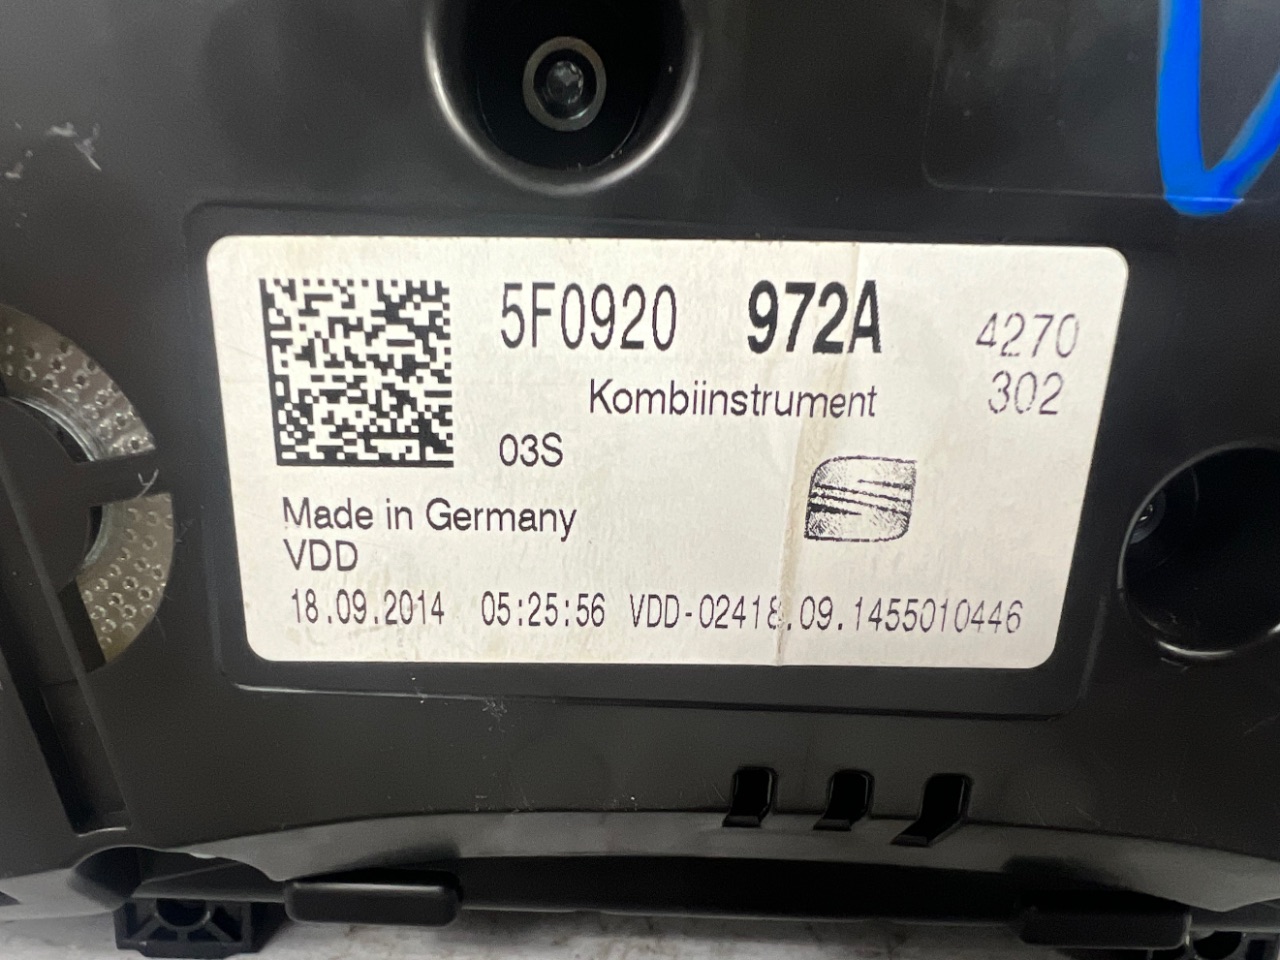 5F0920 972A 4270
Kombiinstrument 302
03S
Made in Germany
VDD
18.09.2014 05:25:56 VDD-02418.09.1455010446